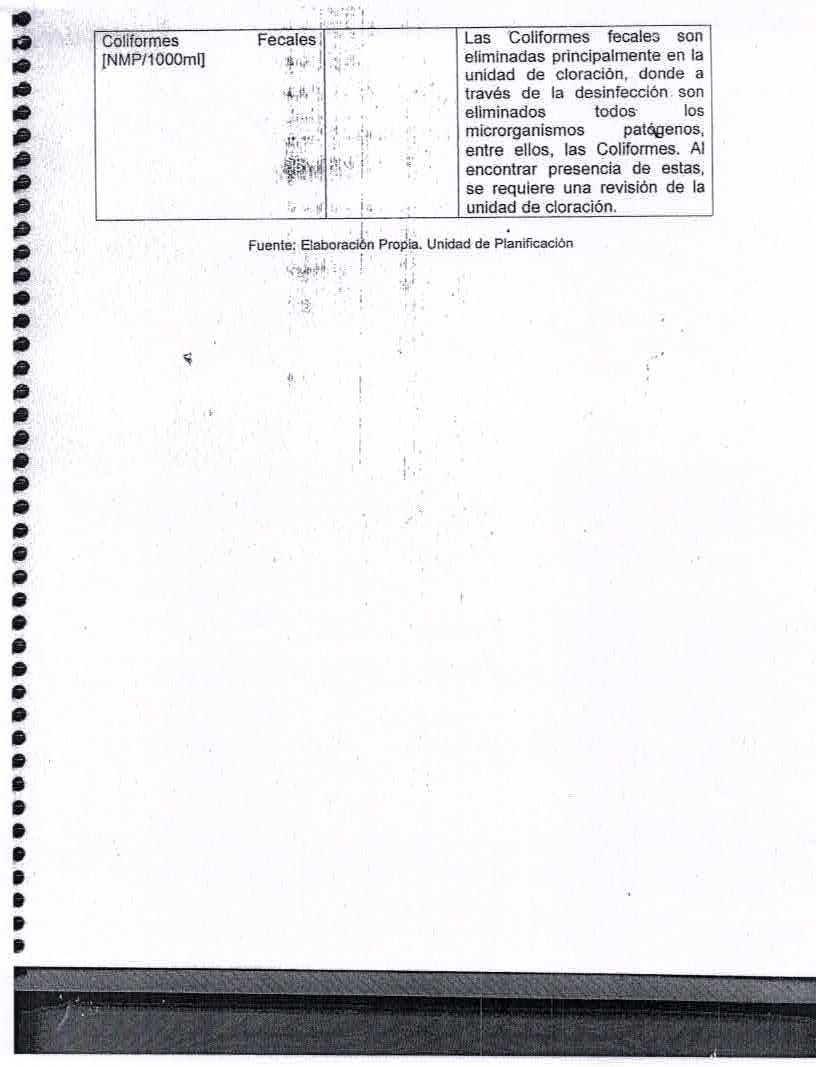 Coliformes Fecales
[NMP/1000ml]
Las Coliformes fecales son
eliminadas principalmente en la
unidad de cloración, donde a
través de la desinfección son
eliminados todos los
microrganismos patógenos,
entre ellos, las Coliformes. Al
encontrar presencia de estas,
se requiere una revisión de la
unidad de cloración.
Fuente: Elaboración Propia. Unidad de Planificación